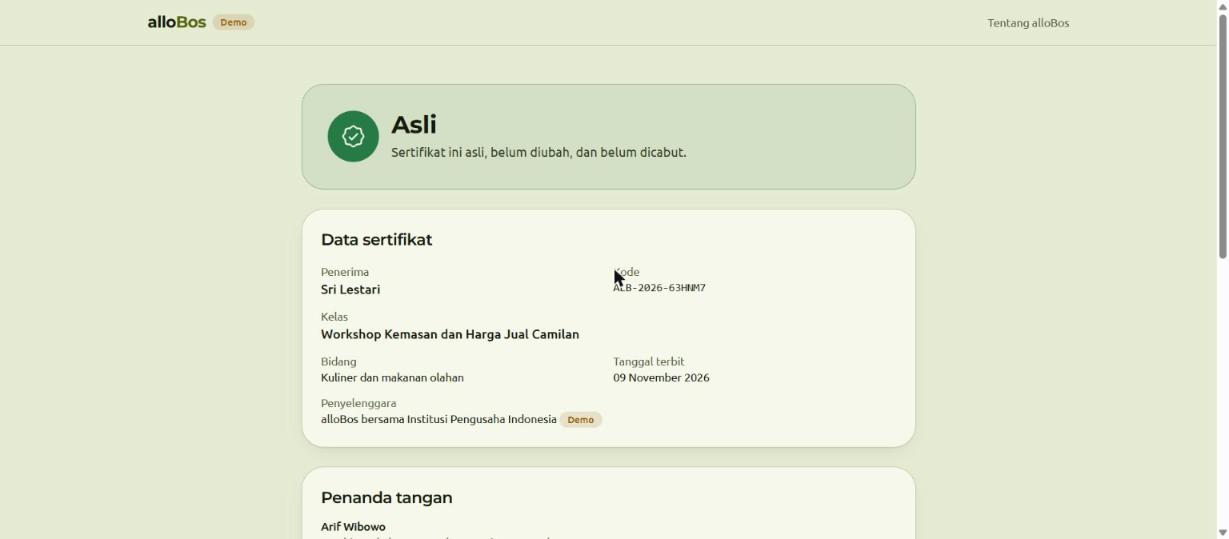 alloBos Demo
Tentang alloBos
Asli
Sertifikat ini asli, belum diubah, dan belum dicabut.
Data sertifikat
Penerima
Sri Lestari
Kode
ALB-2026-63HNM7
Kelas
Workshop Kemasan dan Harga Jual Camilan
Bidang
Kuliner dan makanan olahan
Tanggal terbit
09 November 2026
Penyelenggara
alloBos bersama Institusi Pengusaha Indonesia Demo
Penanda tangan
Arif Wibowo